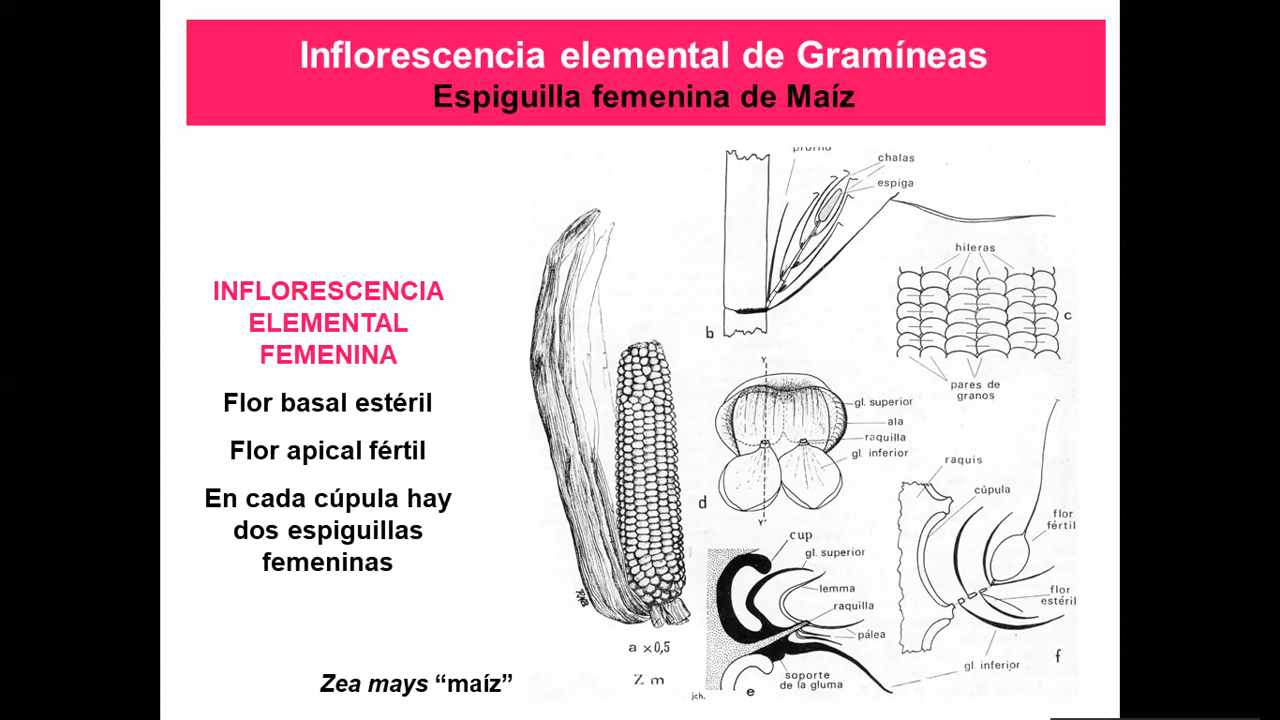 Inflorescencia elemental de Gramíneas
Espiguilla femenina de Maíz
INFLORESCENCIA
ELEMENTAL
FEMENINA
Flor basal estéril
Flor apical fértil
En cada cúpula hay
dos espiguillas
femeninas
Zea mays “maíz”
a x 0,5
Z m
chalas
espiga
b
hileras
c
pares de
granos
gl. superior
ala
raquilla
gl. inferior
d
Y
Y'
cup
gl. superior
lemma
raquilla
pálea
soporte
de la gluma
e
jch.
raquis
cúpula
flor
fértil
flor
estéril
gl inferior
f